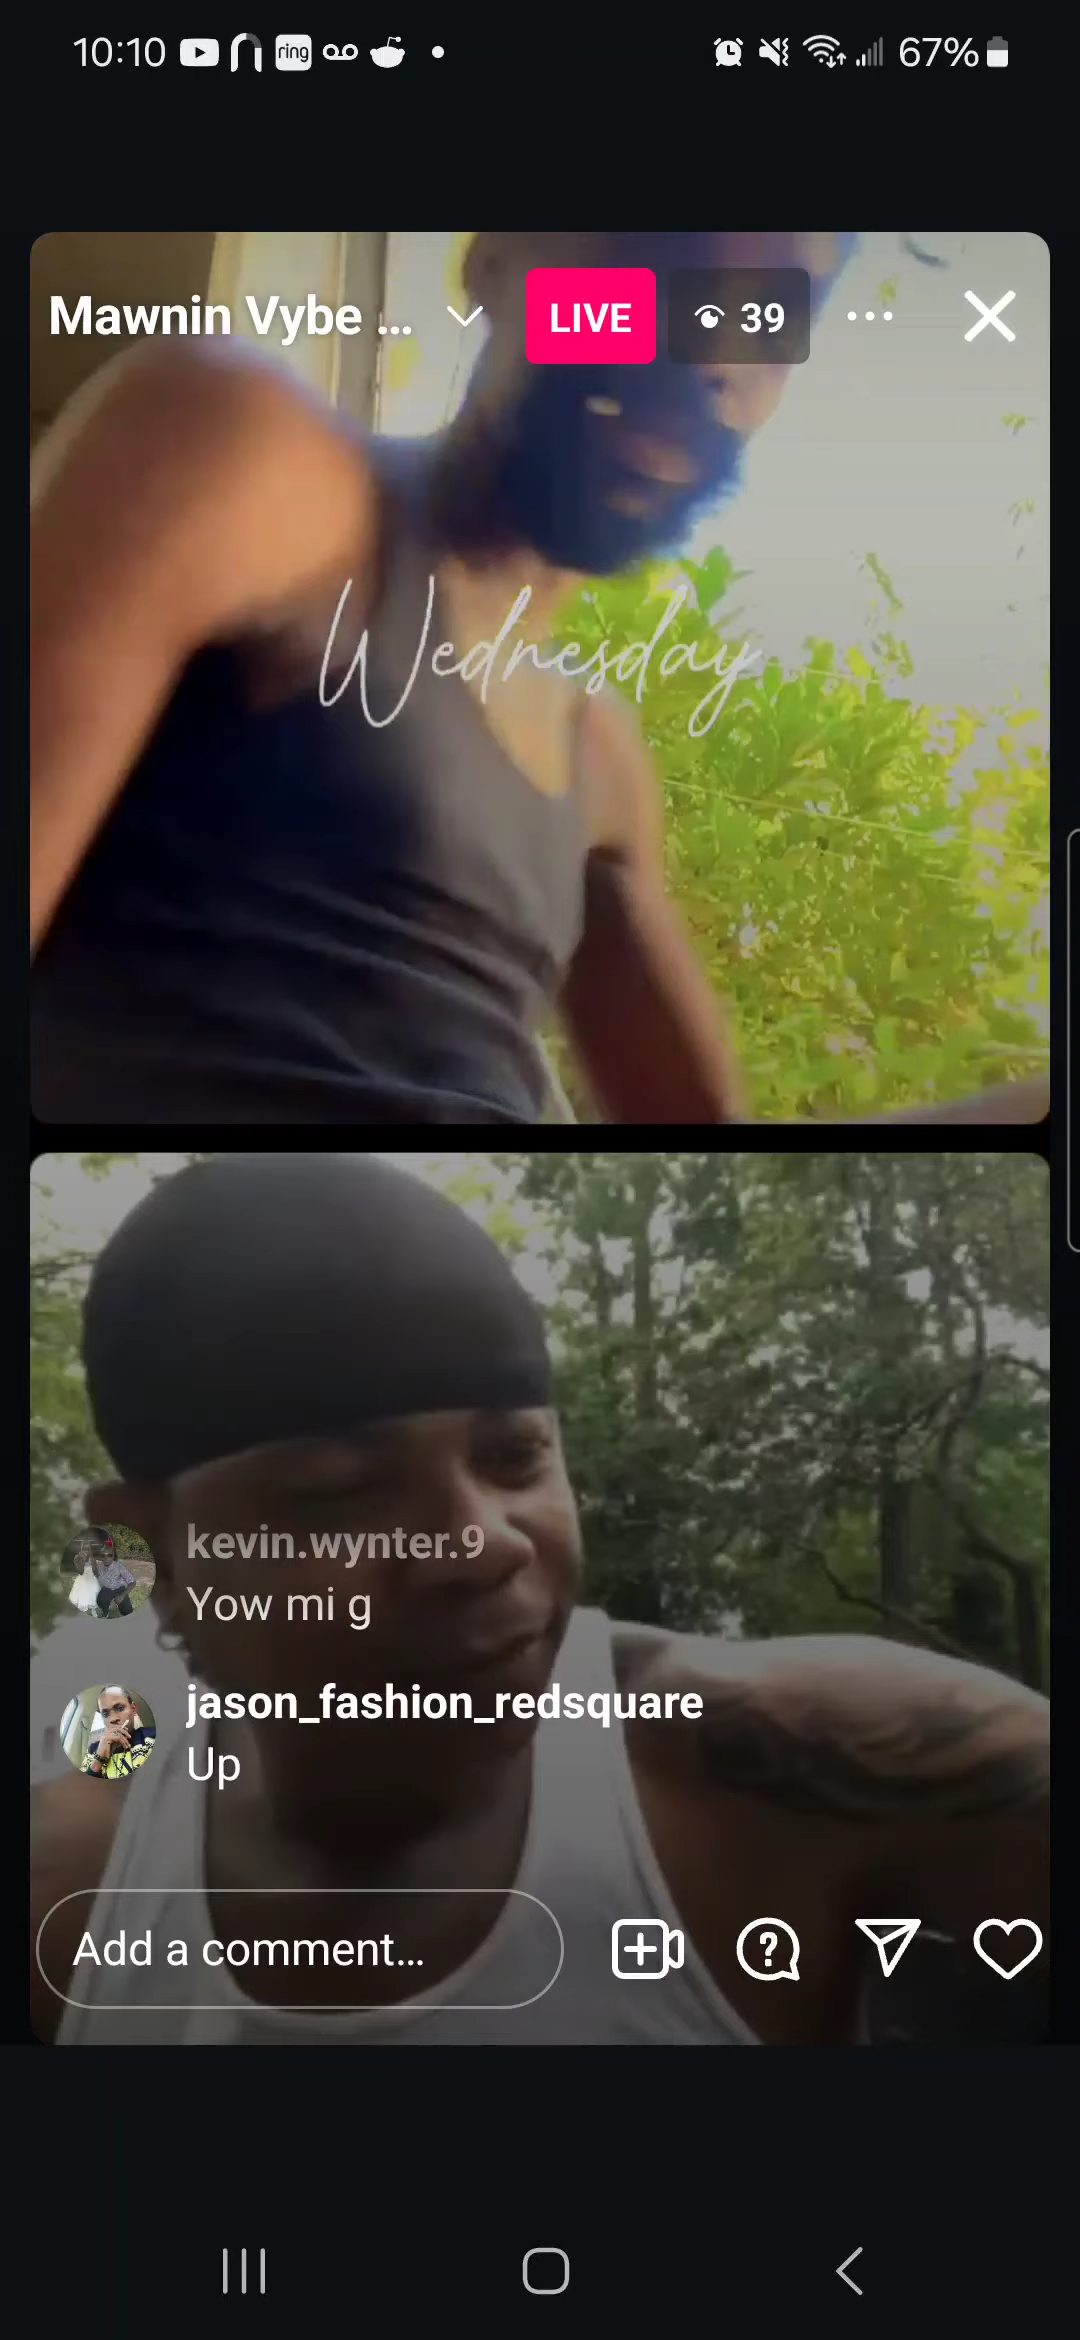 10:10 ring 67%
Mawnin Vybe ... LIVE 39
Wednesday
kevin.wynter.9
Yow mi g
jason_fashion_redsquare
Up
Add a comment...